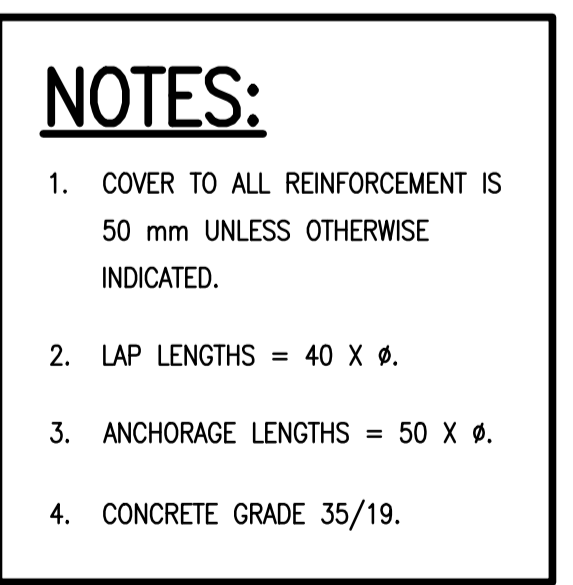 NOTES:
1. COVER TO ALL REINFORCEMENT IS
50 mm UNLESS OTHERWISE
INDICATED.
2. LAP LENGTHS = 40 X ø.
3. ANCHORAGE LENGTHS = 50 X ø.
4. CONCRETE GRADE 35/19.